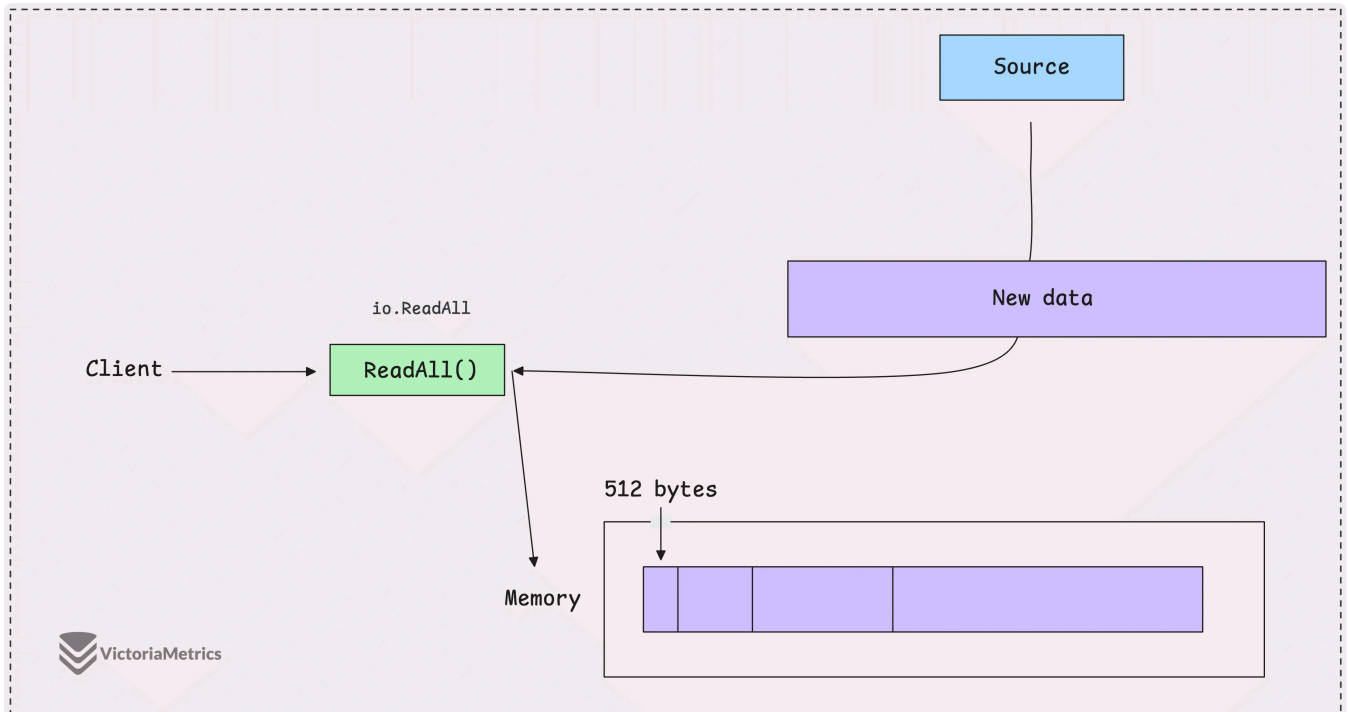 Source
New data
io.ReadAll
Client
ReadAll()
512 bytes
Memory
VictoriaMetrics